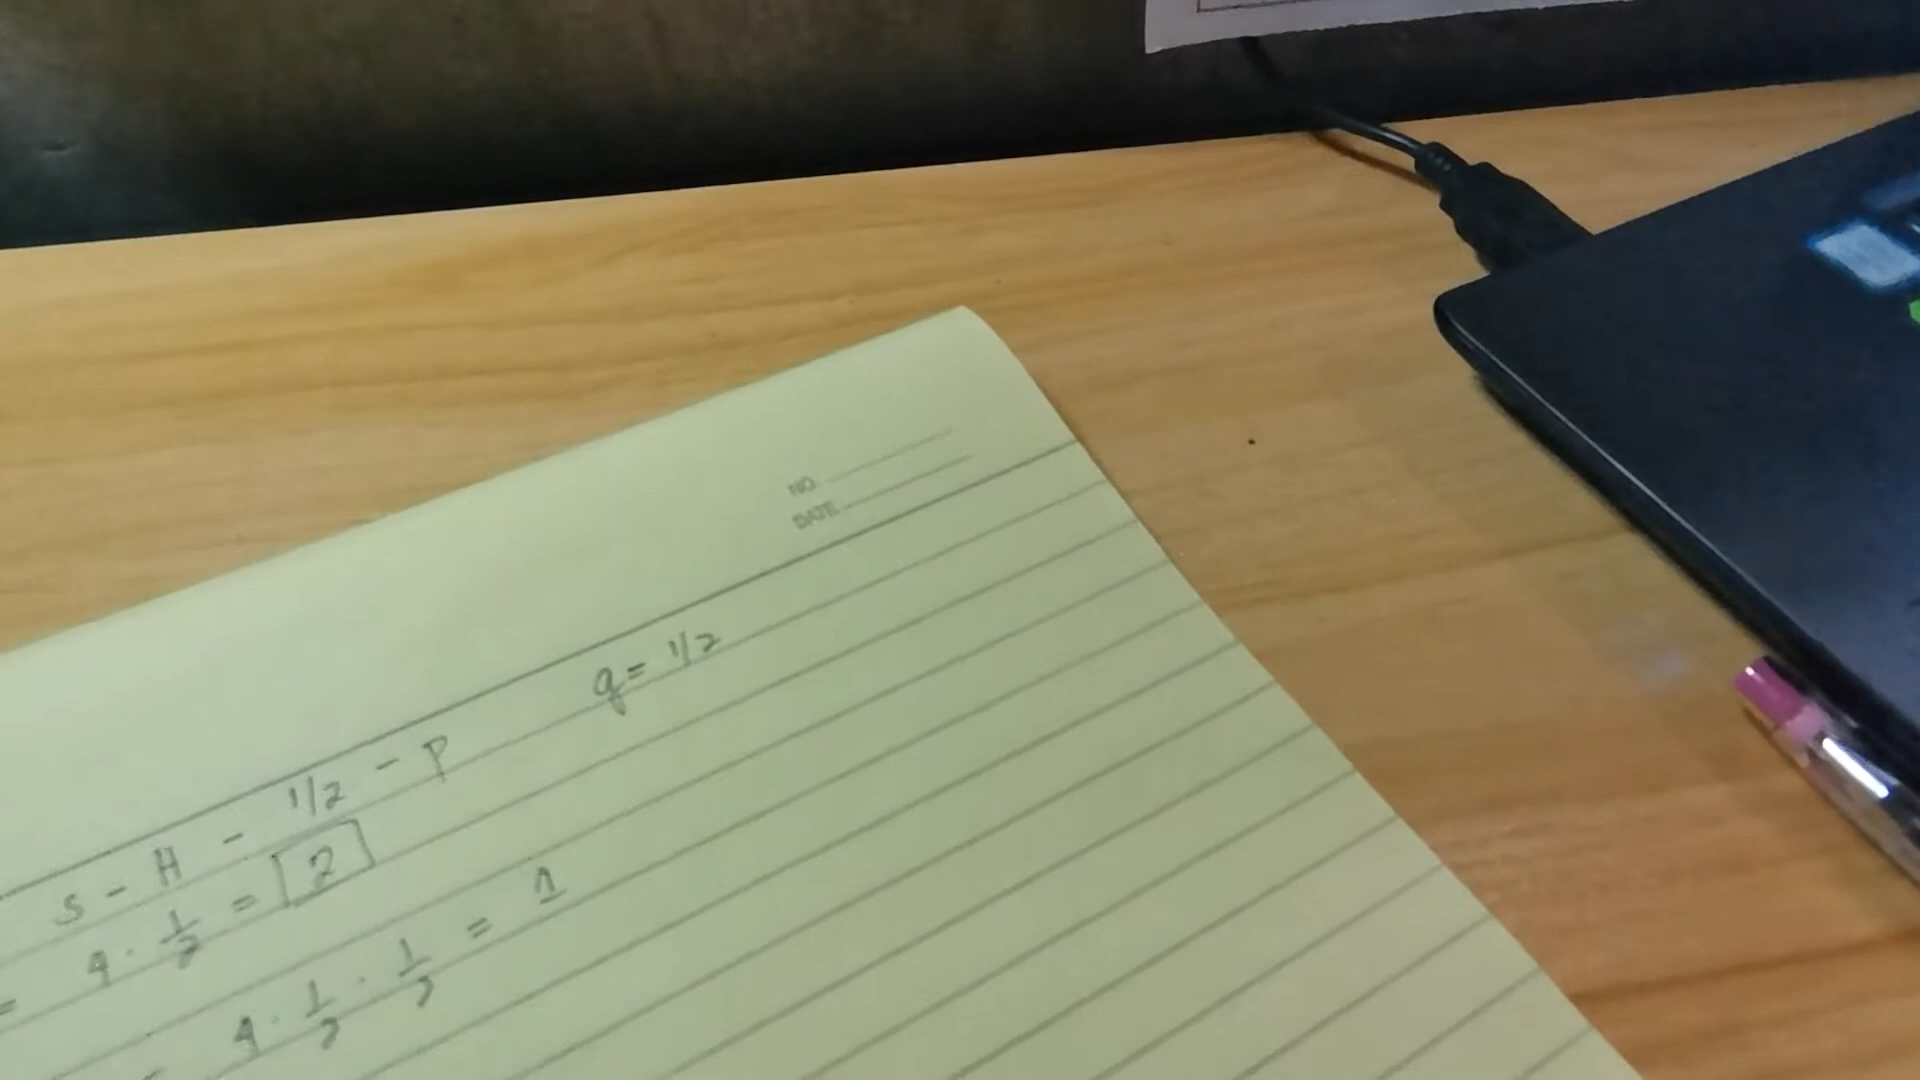 NO
DATE
S - H - 1/2 - P q = 1/2
= 4 · 1/2 = 2
4 · 1/2 · 1/2 = 1